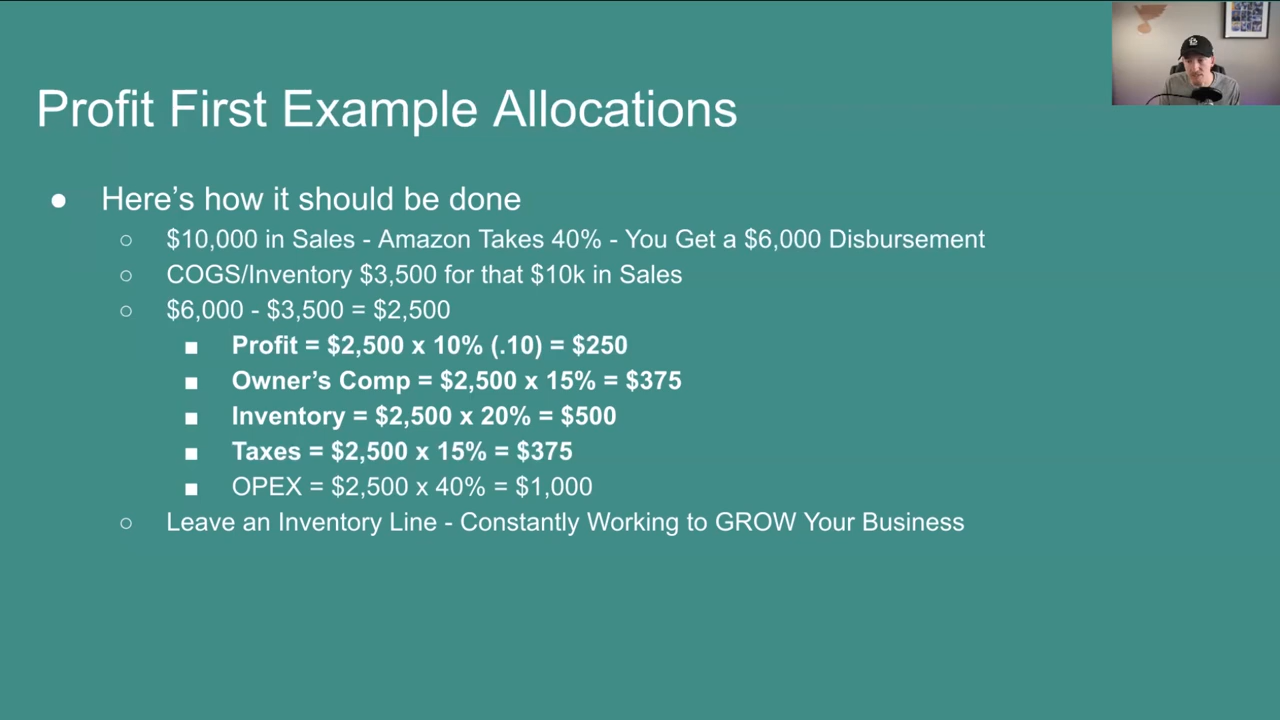 Profit First Example Allocations
● Here’s how it should be done
○ $10,000 in Sales - Amazon Takes 40% - You Get a $6,000 Disbursement
○ COGS/Inventory $3,500 for that $10k in Sales
○ $6,000 - $3,500 = $2,500
■ Profit = $2,500 x 10% (.10) = $250
■ Owner’s Comp = $2,500 x 15% = $375
■ Inventory = $2,500 x 20% = $500
■ Taxes = $2,500 x 15% = $375
■ OPEX = $2,500 x 40% = $1,000
○ Leave an Inventory Line - Constantly Working to GROW Your Business